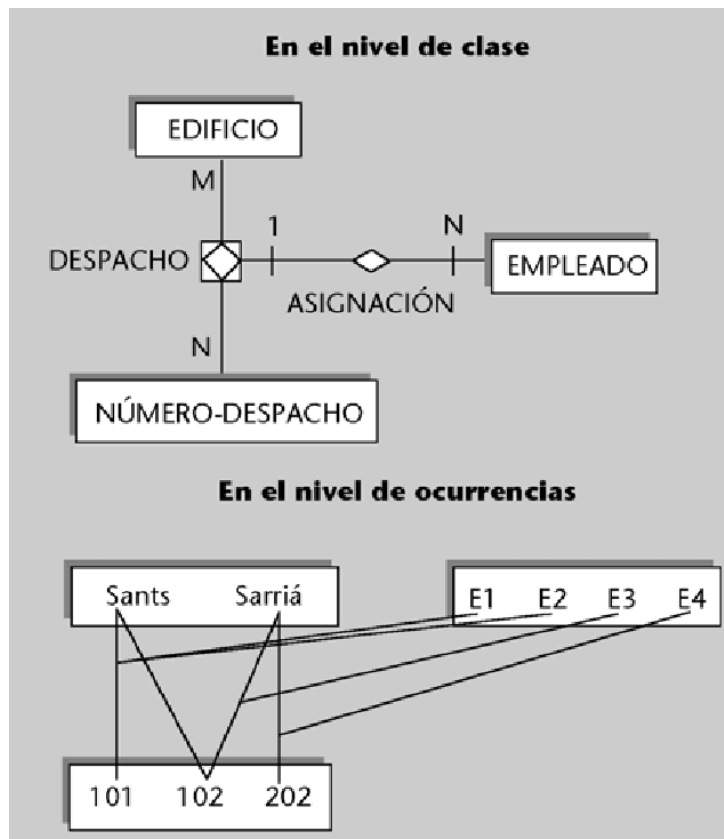 En el nivel de clase
EDIFICIO
M
1
N
DESPACHO
EMPLEADO
ASIGNACIÓN
N
NÚMERO-DESPACHO
En el nivel de ocurrencias
Sants Sarriá
E1 E2 E3 E4
101 102 202